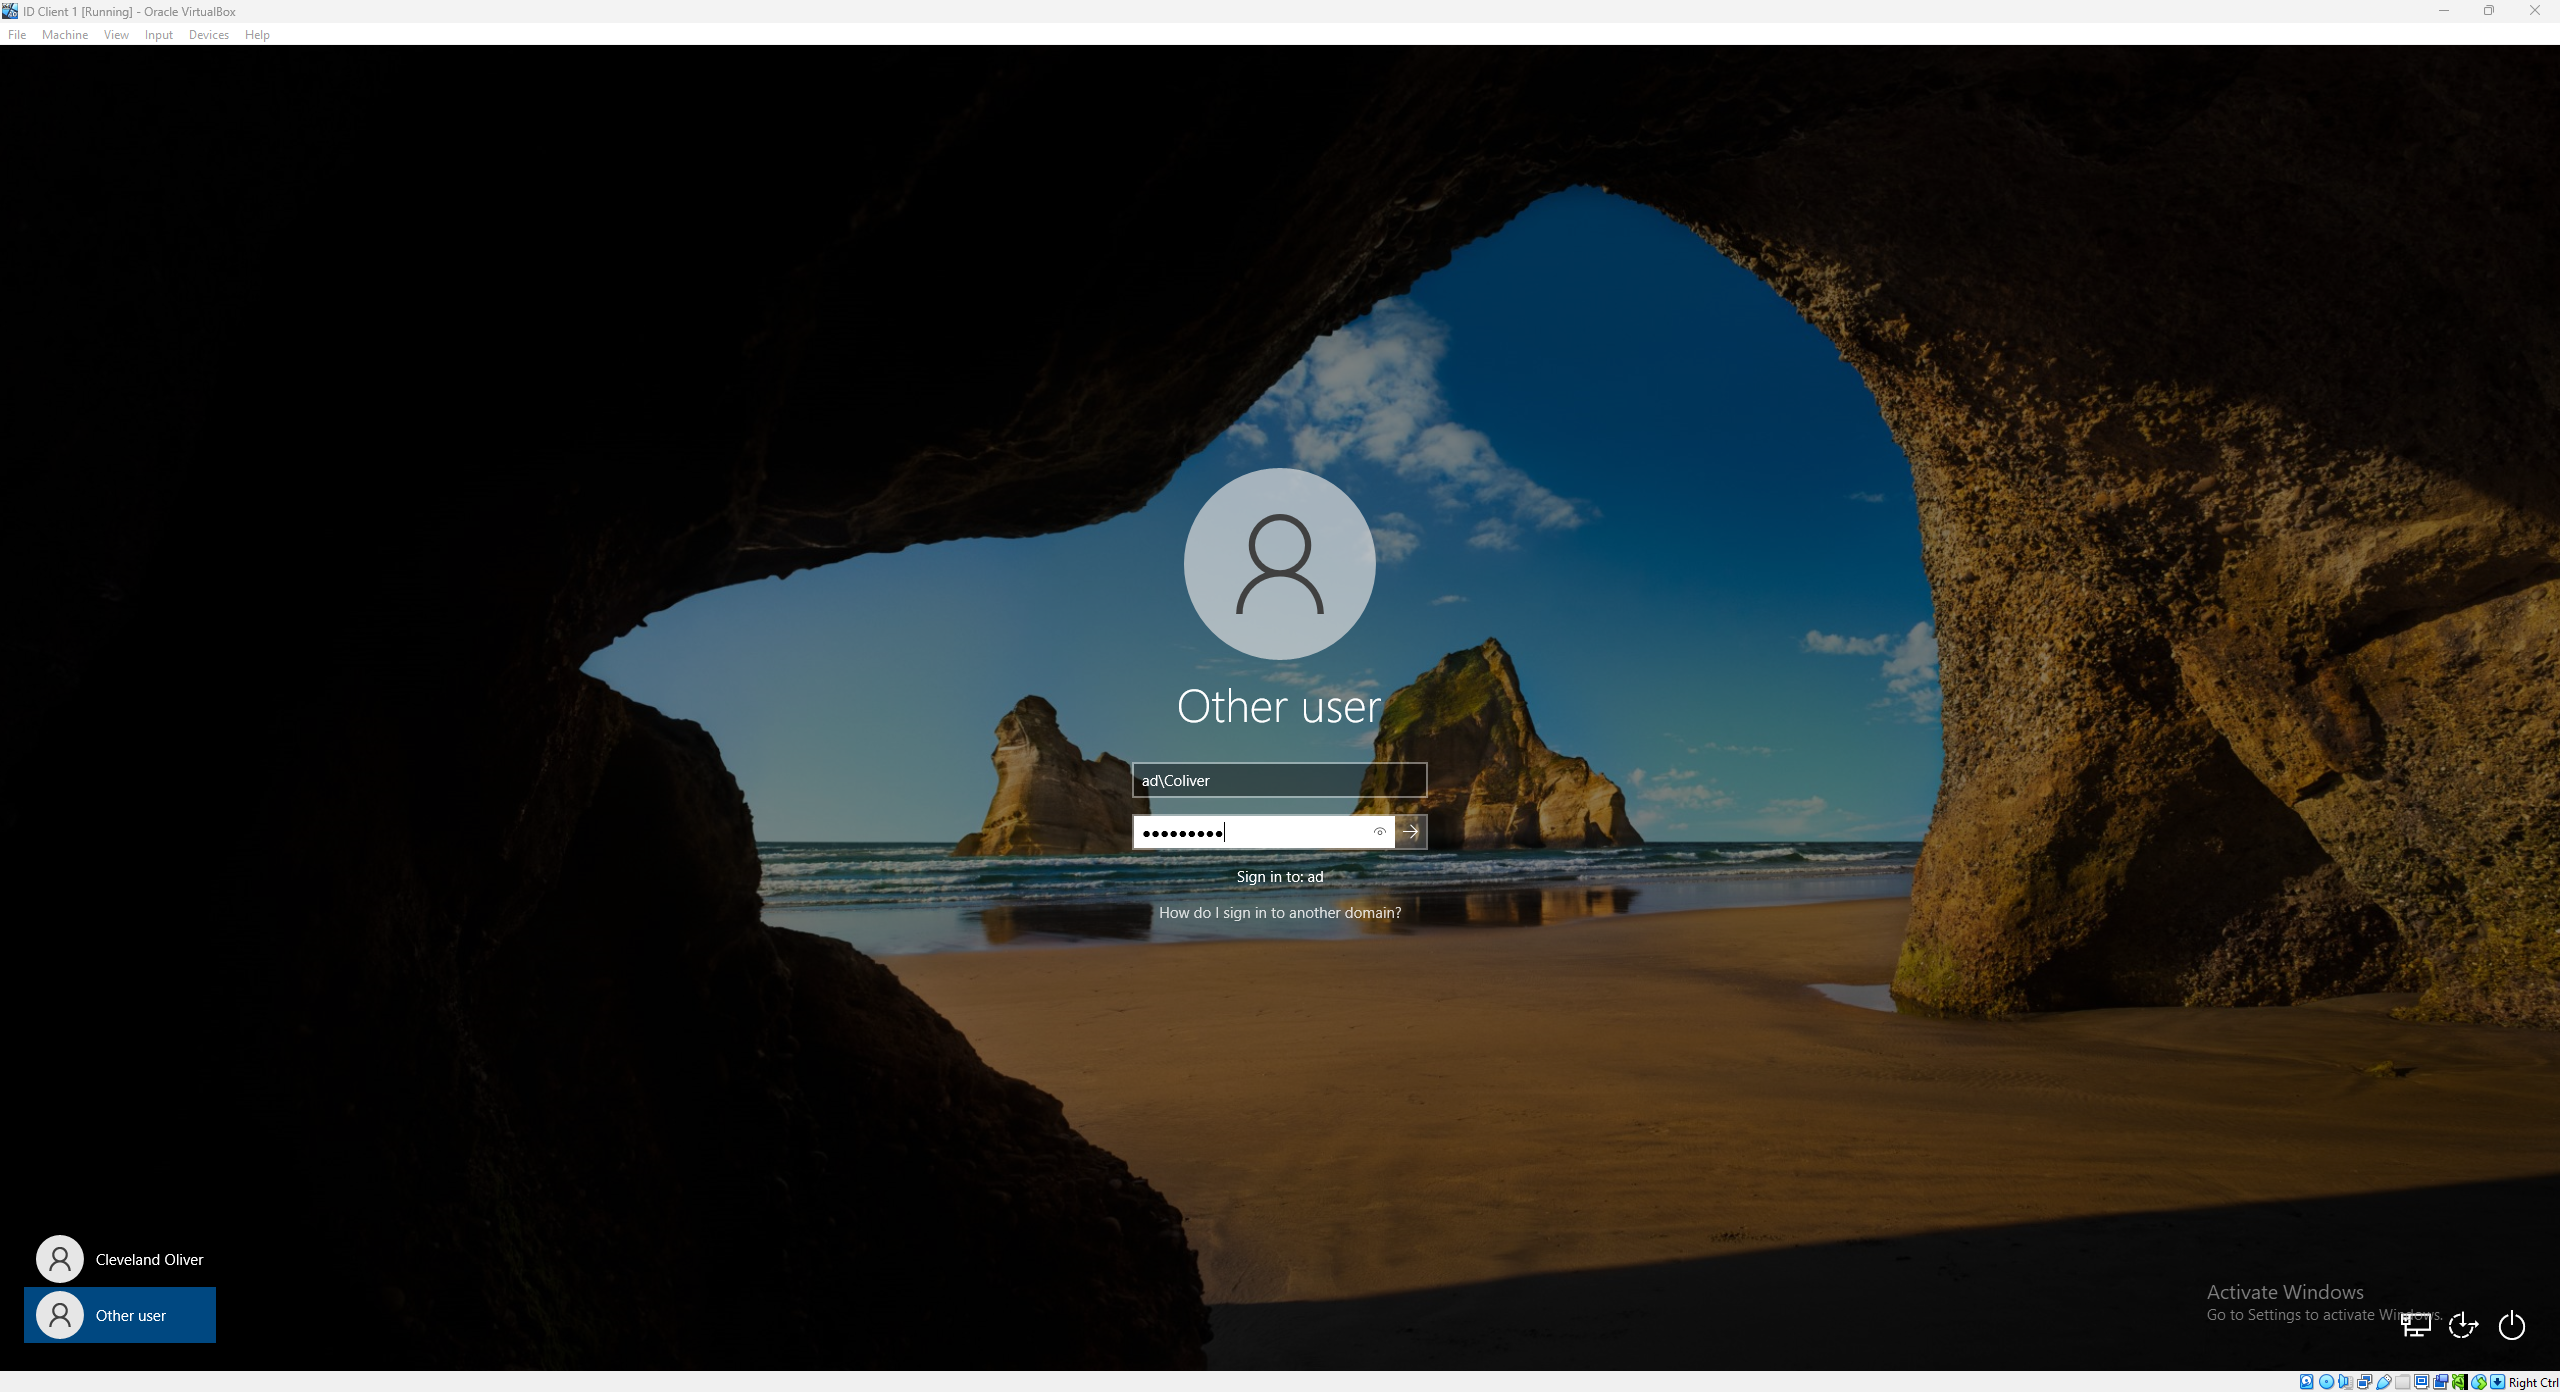 ID Client 1 [Running] - Oracle VirtualBox
File Machine View Input Devices Help
Other user
ad\Coliver
●●●●●●●●●
Sign in to: ad
How do I sign in to another domain?
Cleveland Oliver
Other user
Activate Windows
Go to Settings to activate Windows.
Right Ctrl